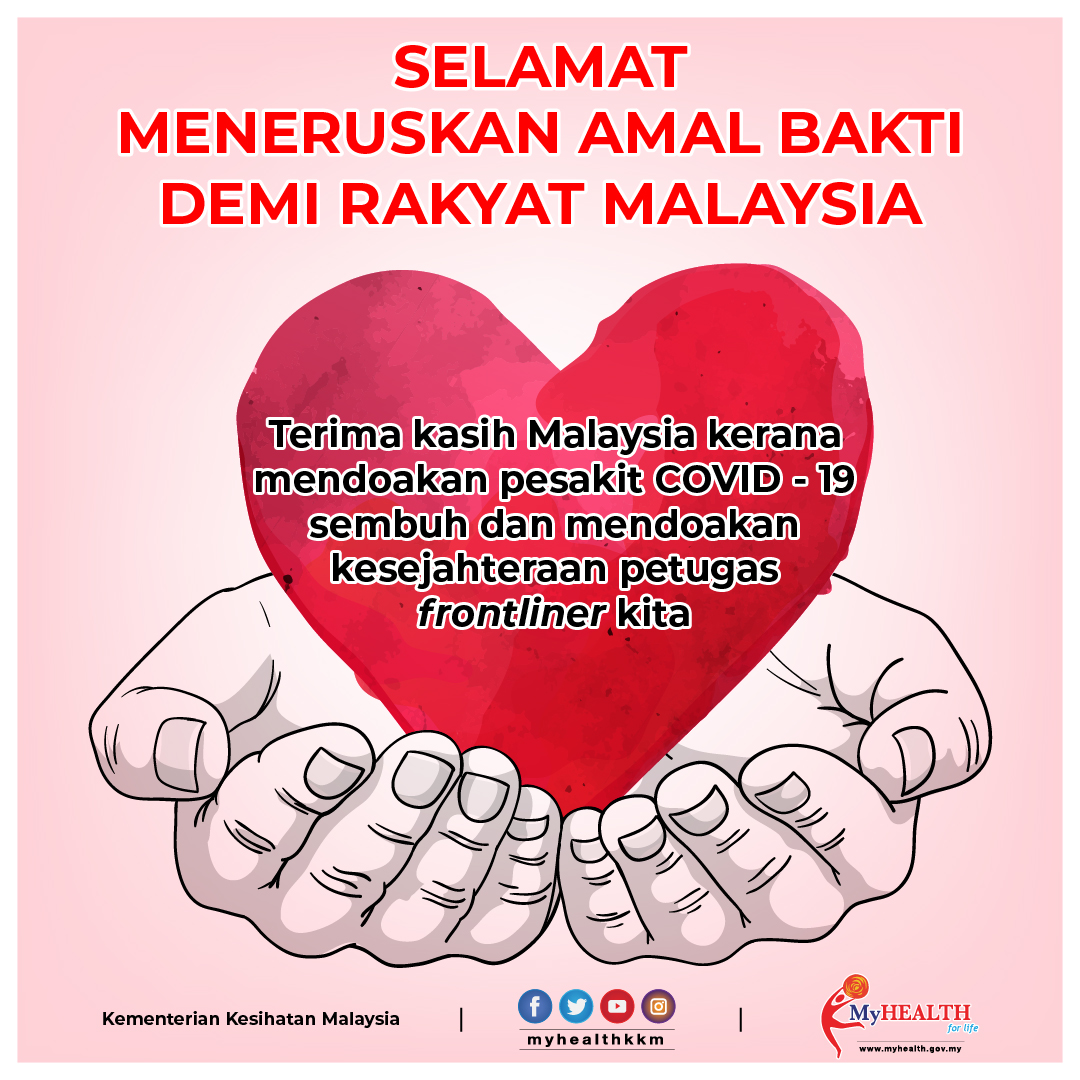 SELAMAT
MENERUSKAN AMAL BAKTI
DEMI RAKYAT MALAYSIA
Terima kasih Malaysia kerana
mendoakan pesakit COVID - 19
sembuh dan mendoakan
kesejahteraan petugas
frontliner kita
Kementerian Kesihatan Malaysia
myhealthkkm
MyHEALTH
for life
www.myhealth.gov.my